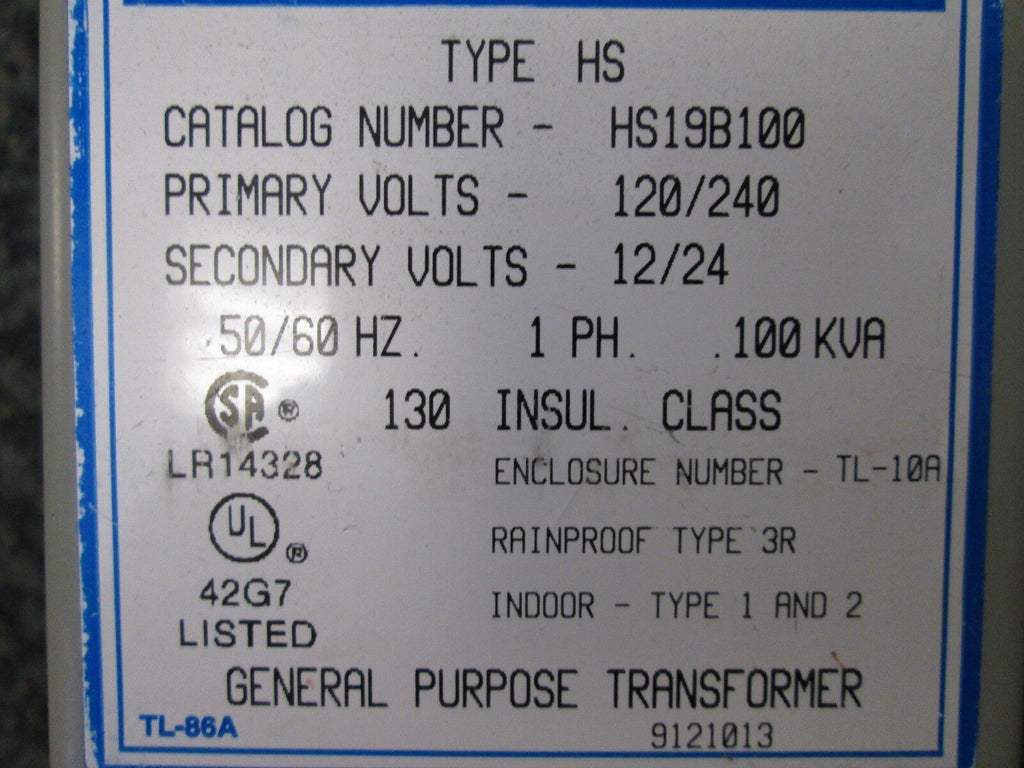 TYPE HS
CATALOG NUMBER - HS19B100
PRIMARY VOLTS - 120/240
SECONDARY VOLTS - 12/24
50/60 HZ. 1 PH. .100 KVA
SA ® 130 INSUL. CLASS
LR14328
ENCLOSURE NUMBER - TL-10A
UL ®
RAINPROOF TYPE 3R
42G7
INDOOR - TYPE 1 AND 2
LISTED
GENERAL PURPOSE TRANSFORMER
TL-86A
9121013